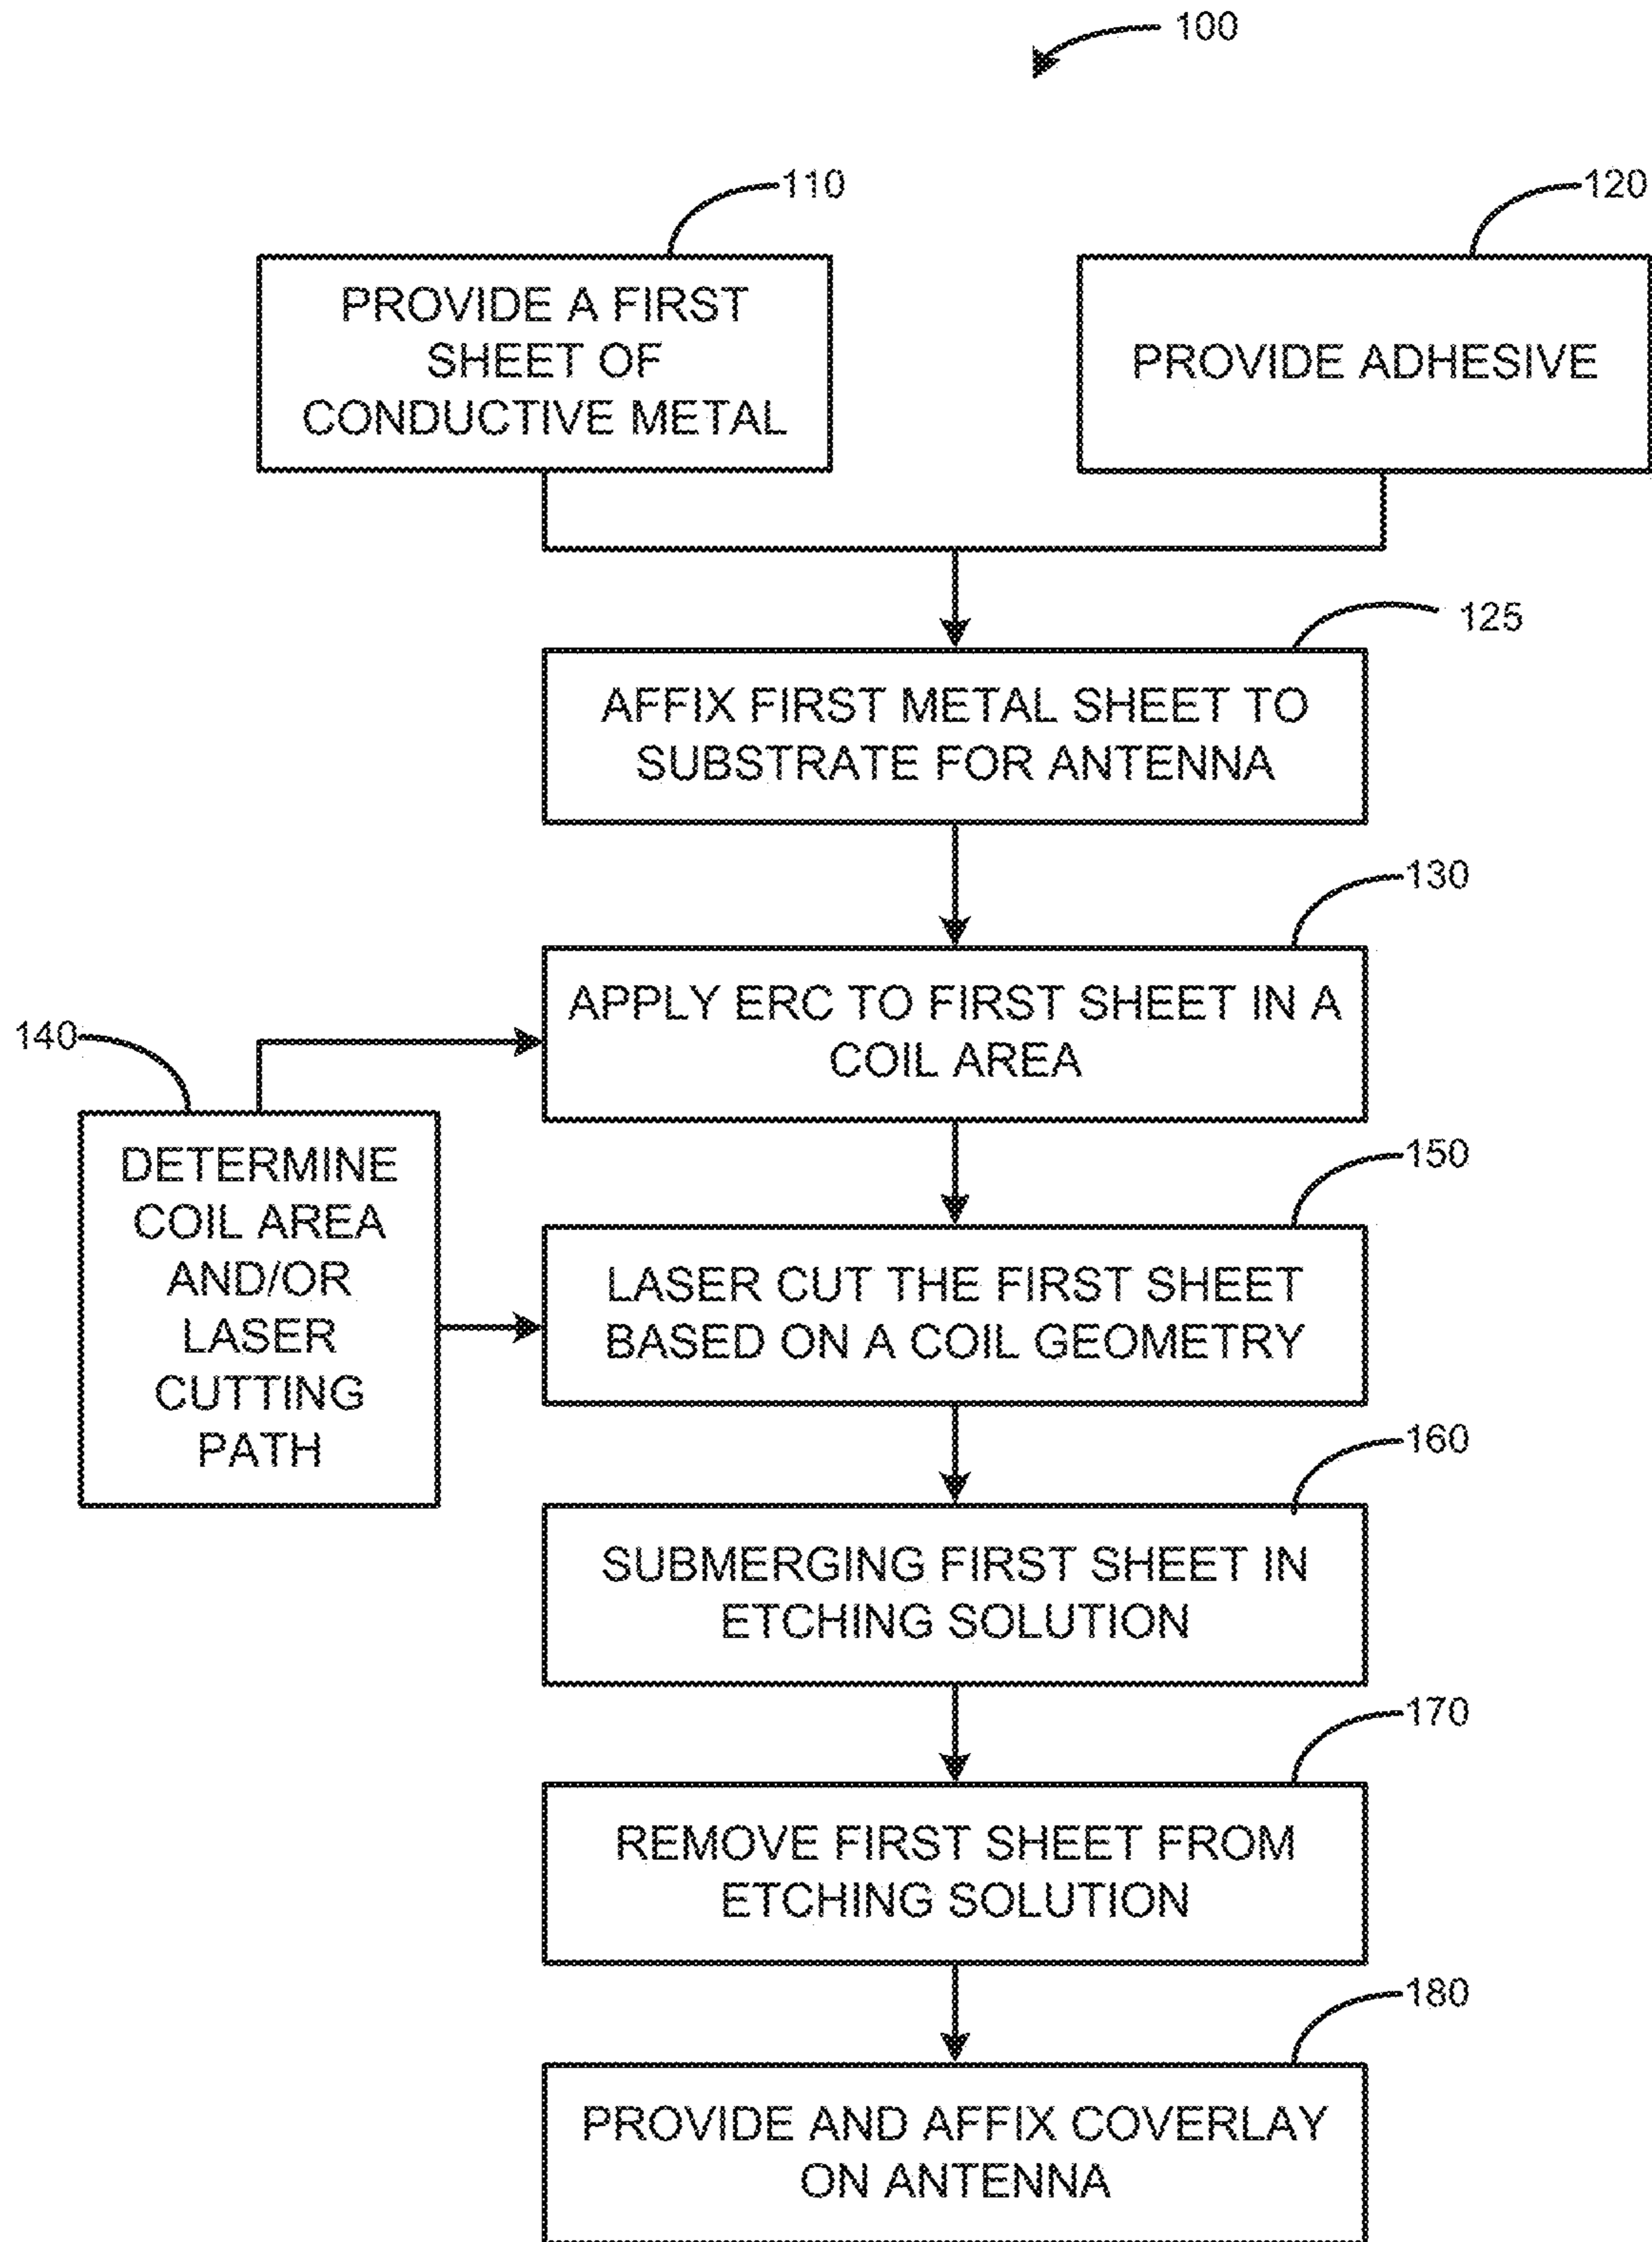 100
110
120
PROVIDE A FIRST
SHEET OF
CONDUCTIVE METAL
PROVIDE ADHESIVE
125
AFFIX FIRST METAL SHEET TO
SUBSTRATE FOR ANTENNA
130
APPLY ERC TO FIRST SHEET IN A
COIL AREA
140
DETERMINE
COIL AREA
AND/OR
LASER
CUTTING
PATH
150
LASER CUT THE FIRST SHEET
BASED ON A COIL GEOMETRY
160
SUBMERGING FIRST SHEET IN
ETCHING SOLUTION
170
REMOVE FIRST SHEET FROM
ETCHING SOLUTION
180
PROVIDE AND AFFIX COVERLAY
ON ANTENNA